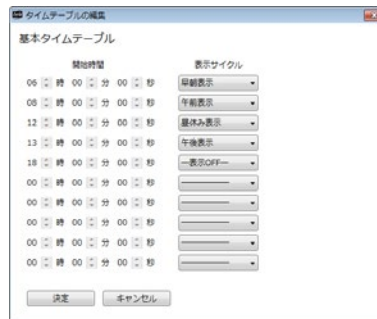 タイムテーブルの編集
基本タイムテーブル
開始時間 表示サイクル
06 時 00 分 00 秒 早朝表示
08 時 00 分 00 秒 午前表示
12 時 00 分 00 秒 昼休み表示
13 時 00 分 00 秒 午後表示
18 時 00 分 00 秒 ―表示OFF―
00 時 00 分 00 秒
00 時 00 分 00 秒
00 時 00 分 00 秒
00 時 00 分 00 秒
00 時 00 分 00 秒
決定 キャンセル